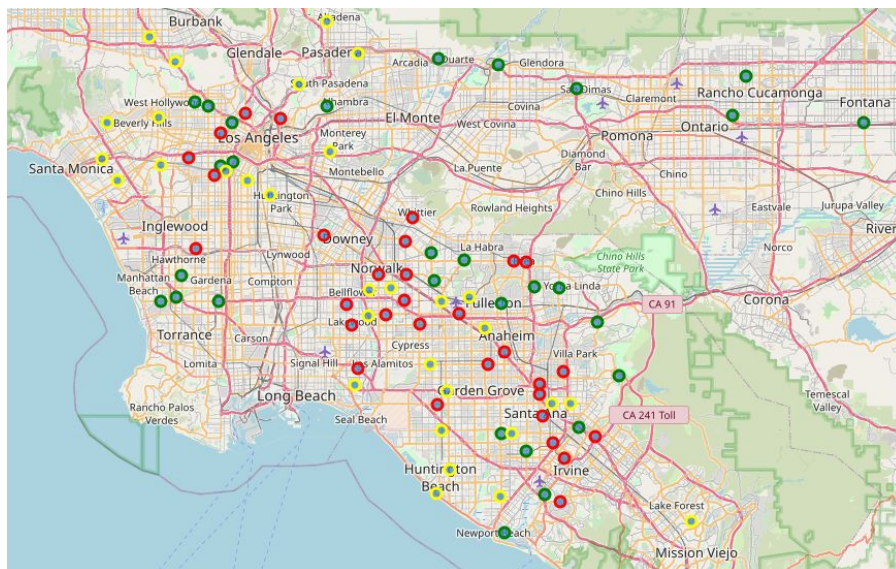 Burbank
Altadena
Glendale
Pasadena
Arcadia
Duarte
Glendora
South Pasadena
San Dimas
Claremont
Rancho Cucamonga
West Hollywood
Alhambra
Covina
Fontana
Beverly Hills
El Monte
West Covina
Ontario
Los Angeles
Monterey Park
Pomona
Santa Monica
Montebello
La Puente
Diamond Bar
Chino
Huntington Park
Chino Hills
Jurupa Valley
Whittier
Rowland Heights
Eastvale
Inglewood
River
Downey
La Habra
Chino Hills State Park
Norco
Hawthorne
Lynwood
Norwalk
Manhattan Beach
Gardena
Compton
Bellflower
Yorba Linda
Fullerton
Corona
CA 91
Torrance
Lakewood
Carson
Anaheim
Cypress
Villa Park
Lomita
Signal Hill
Los Alamitos
Long Beach
Garden Grove
Temescal Valley
Rancho Palos Verdes
Seal Beach
Santa Ana
CA 241 Toll
Huntington Beach
Irvine
Lake Forest
Newport Beach
Mission Viejo